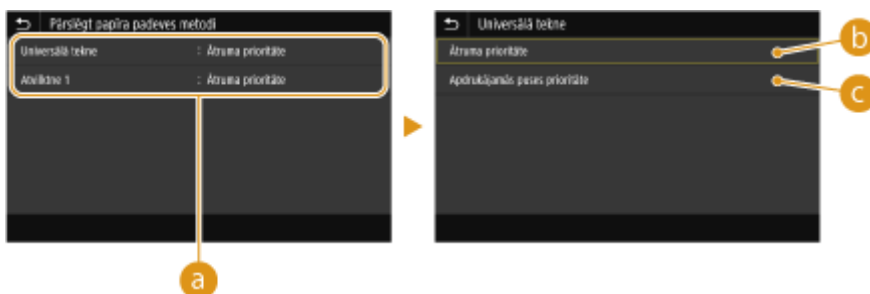 Pārslēgt papīra padeves metodi
Universālā tekne : Ātruma prioritāte
Atvilktne 1 : Ātruma prioritāte
a
Universālā tekne
Ātruma prioritāte
Apdrukājamās puses prioritāte
b
c